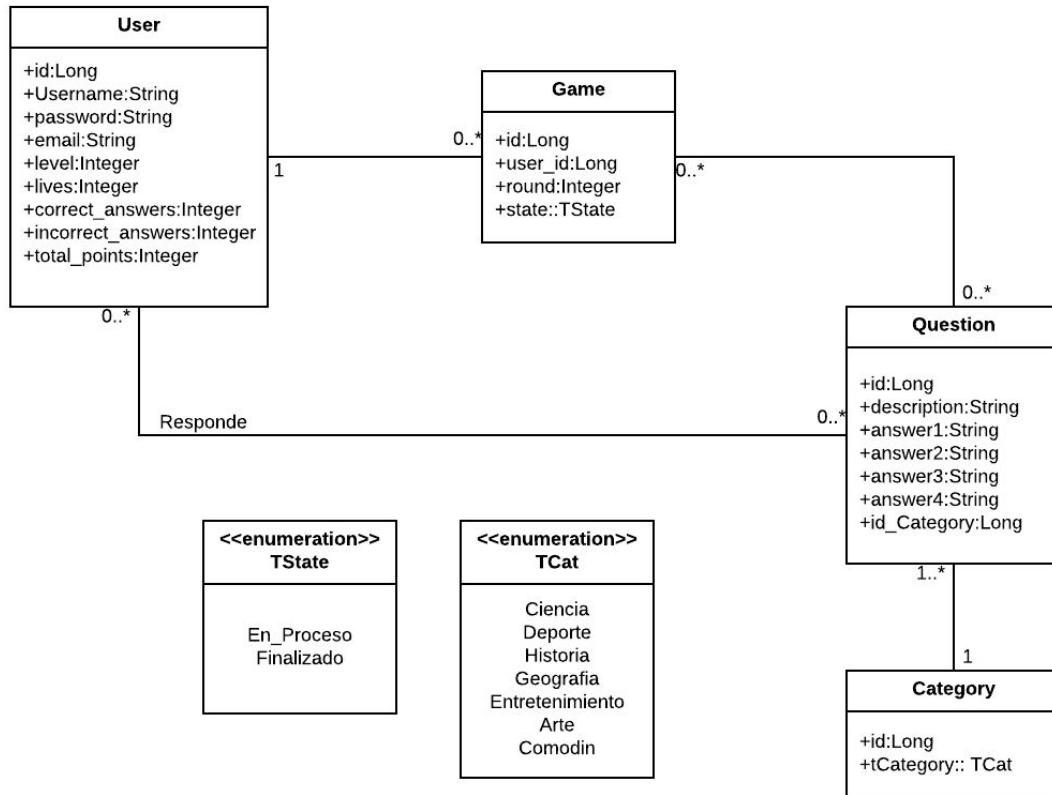 User
+id:Long
+Username:String
+password:String
+email:String
+level:Integer
+lives:Integer
+correct_answers:Integer
+incorrect_answers:Integer
+total_points:Integer
1
0..*
Game
+id:Long
+user_id:Long
+round:Integer
+state::TState
0..*
0..*
0..*
Responde
0..*
Question
+id:Long
+description:String
+answer1:String
+answer2:String
+answer3:String
+answer4:String
+id_Category:Long
<<enumeration>>
TState
En_Proceso
Finalizado
<<enumeration>>
TCat
Ciencia
Deporte
Historia
Geografia
Entretenimiento
Arte
Comodin
1..*
1
Category
+id:Long
+tCategory:: TCat